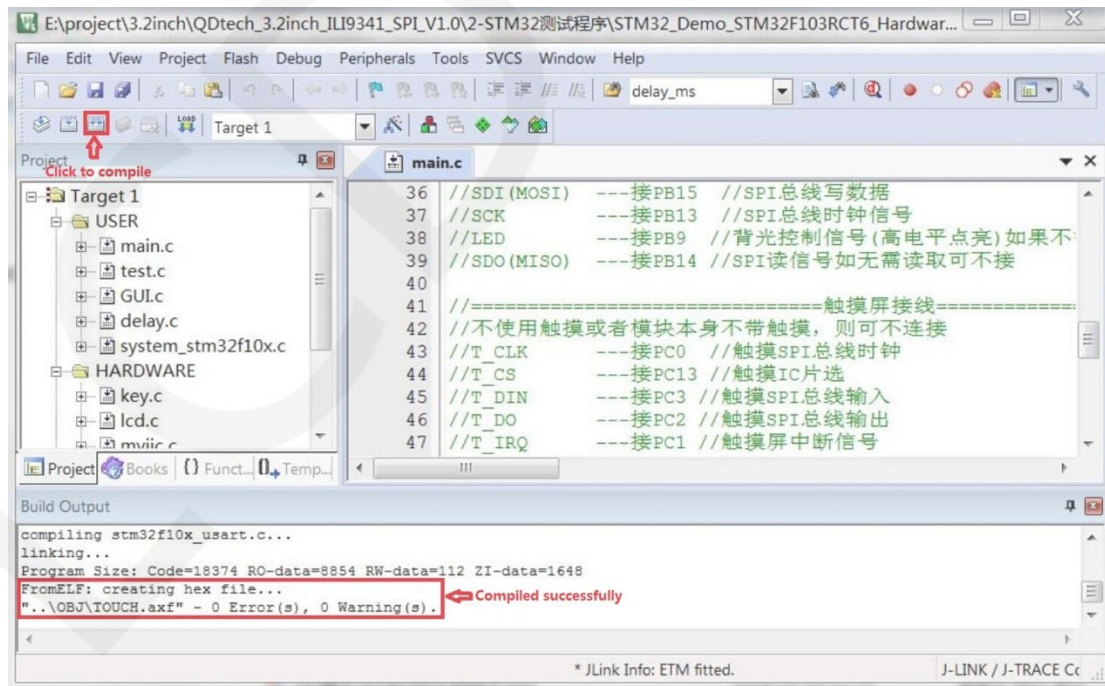 E:\project\3.2inch\QDtech_3.2inch_ILI9341_SPI_V1.0\2-STM32测试程序\STM32_Demo_STM32F103RCT6_Hardwar...
File Edit View Project Flash Debug Peripherals Tools SVCS Window Help
delay_ms
LOAD Target 1
Project
Click to compile
main.c
Target 1
USER
main.c
test.c
GUI.c
delay.c
system_stm32f10x.c
HARDWARE
key.c
lcd.c
myiic.c
Project Books {} Funct... 0 Temp...
36 //SDI(MOSI) ---接PB15 //SPI总线写数据
37 //SCK ---接PB13 //SPI总线时钟信号
38 //LED ---接PB9 //背光控制信号(高电平点亮)如果不
39 //SDO(MISO) ---接PB14 //SPI读信号如无需读取可不接
40
41 //================================触摸屏接线=============
42 //不使用触摸或者模块本身不带触摸，则可不连接
43 //T_CLK ---接PC0 //触摸SPI总线时钟
44 //T_CS ---接PC13 //触摸IC片选
45 //T_DIN ---接PC3 //触摸SPI总线输入
46 //T_DO ---接PC2 //触摸SPI总线输出
47 //T_IRQ ---接PC1 //触摸屏中断信号
Build Output
compiling stm32f10x_usart.c...
linking...
Program Size: Code=18374 RO-data=8854 RW-data=112 ZI-data=1648
FromELF: creating hex file...
"..\OBJ\TOUCH.axf" - 0 Error(s), 0 Warning(s).
Compiled successfully
* JLink Info: ETM fitted.
J-LINK / J-TRACE Co